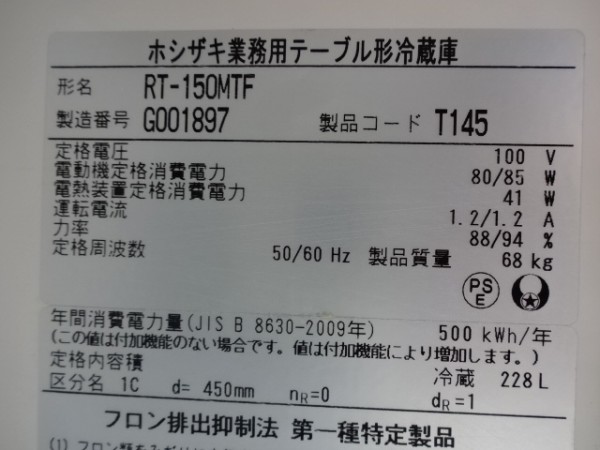 ホシザキ業務用テーブル形冷蔵庫
形名 RT-150MTF
製造番号 G001897 製品コード T145
定格電圧 100 V
電動機定格消費電力 80/85 W
電熱装置定格消費電力 41 W
運転電流 1.2/1.2 A
力率 88/94 %
定格周波数 50/60 Hz 製品質量 68 kg
PS E
年間消費電力量(JIS B 8630-2009年) 500 kWh/年
(この値は付加機能のない場合です。値は付加機能により増加します。)
定格内容積 冷蔵 228 L
区分名 1C d= 450mm nR=0 dR=1
フロン排出抑制法 第一種特定製品